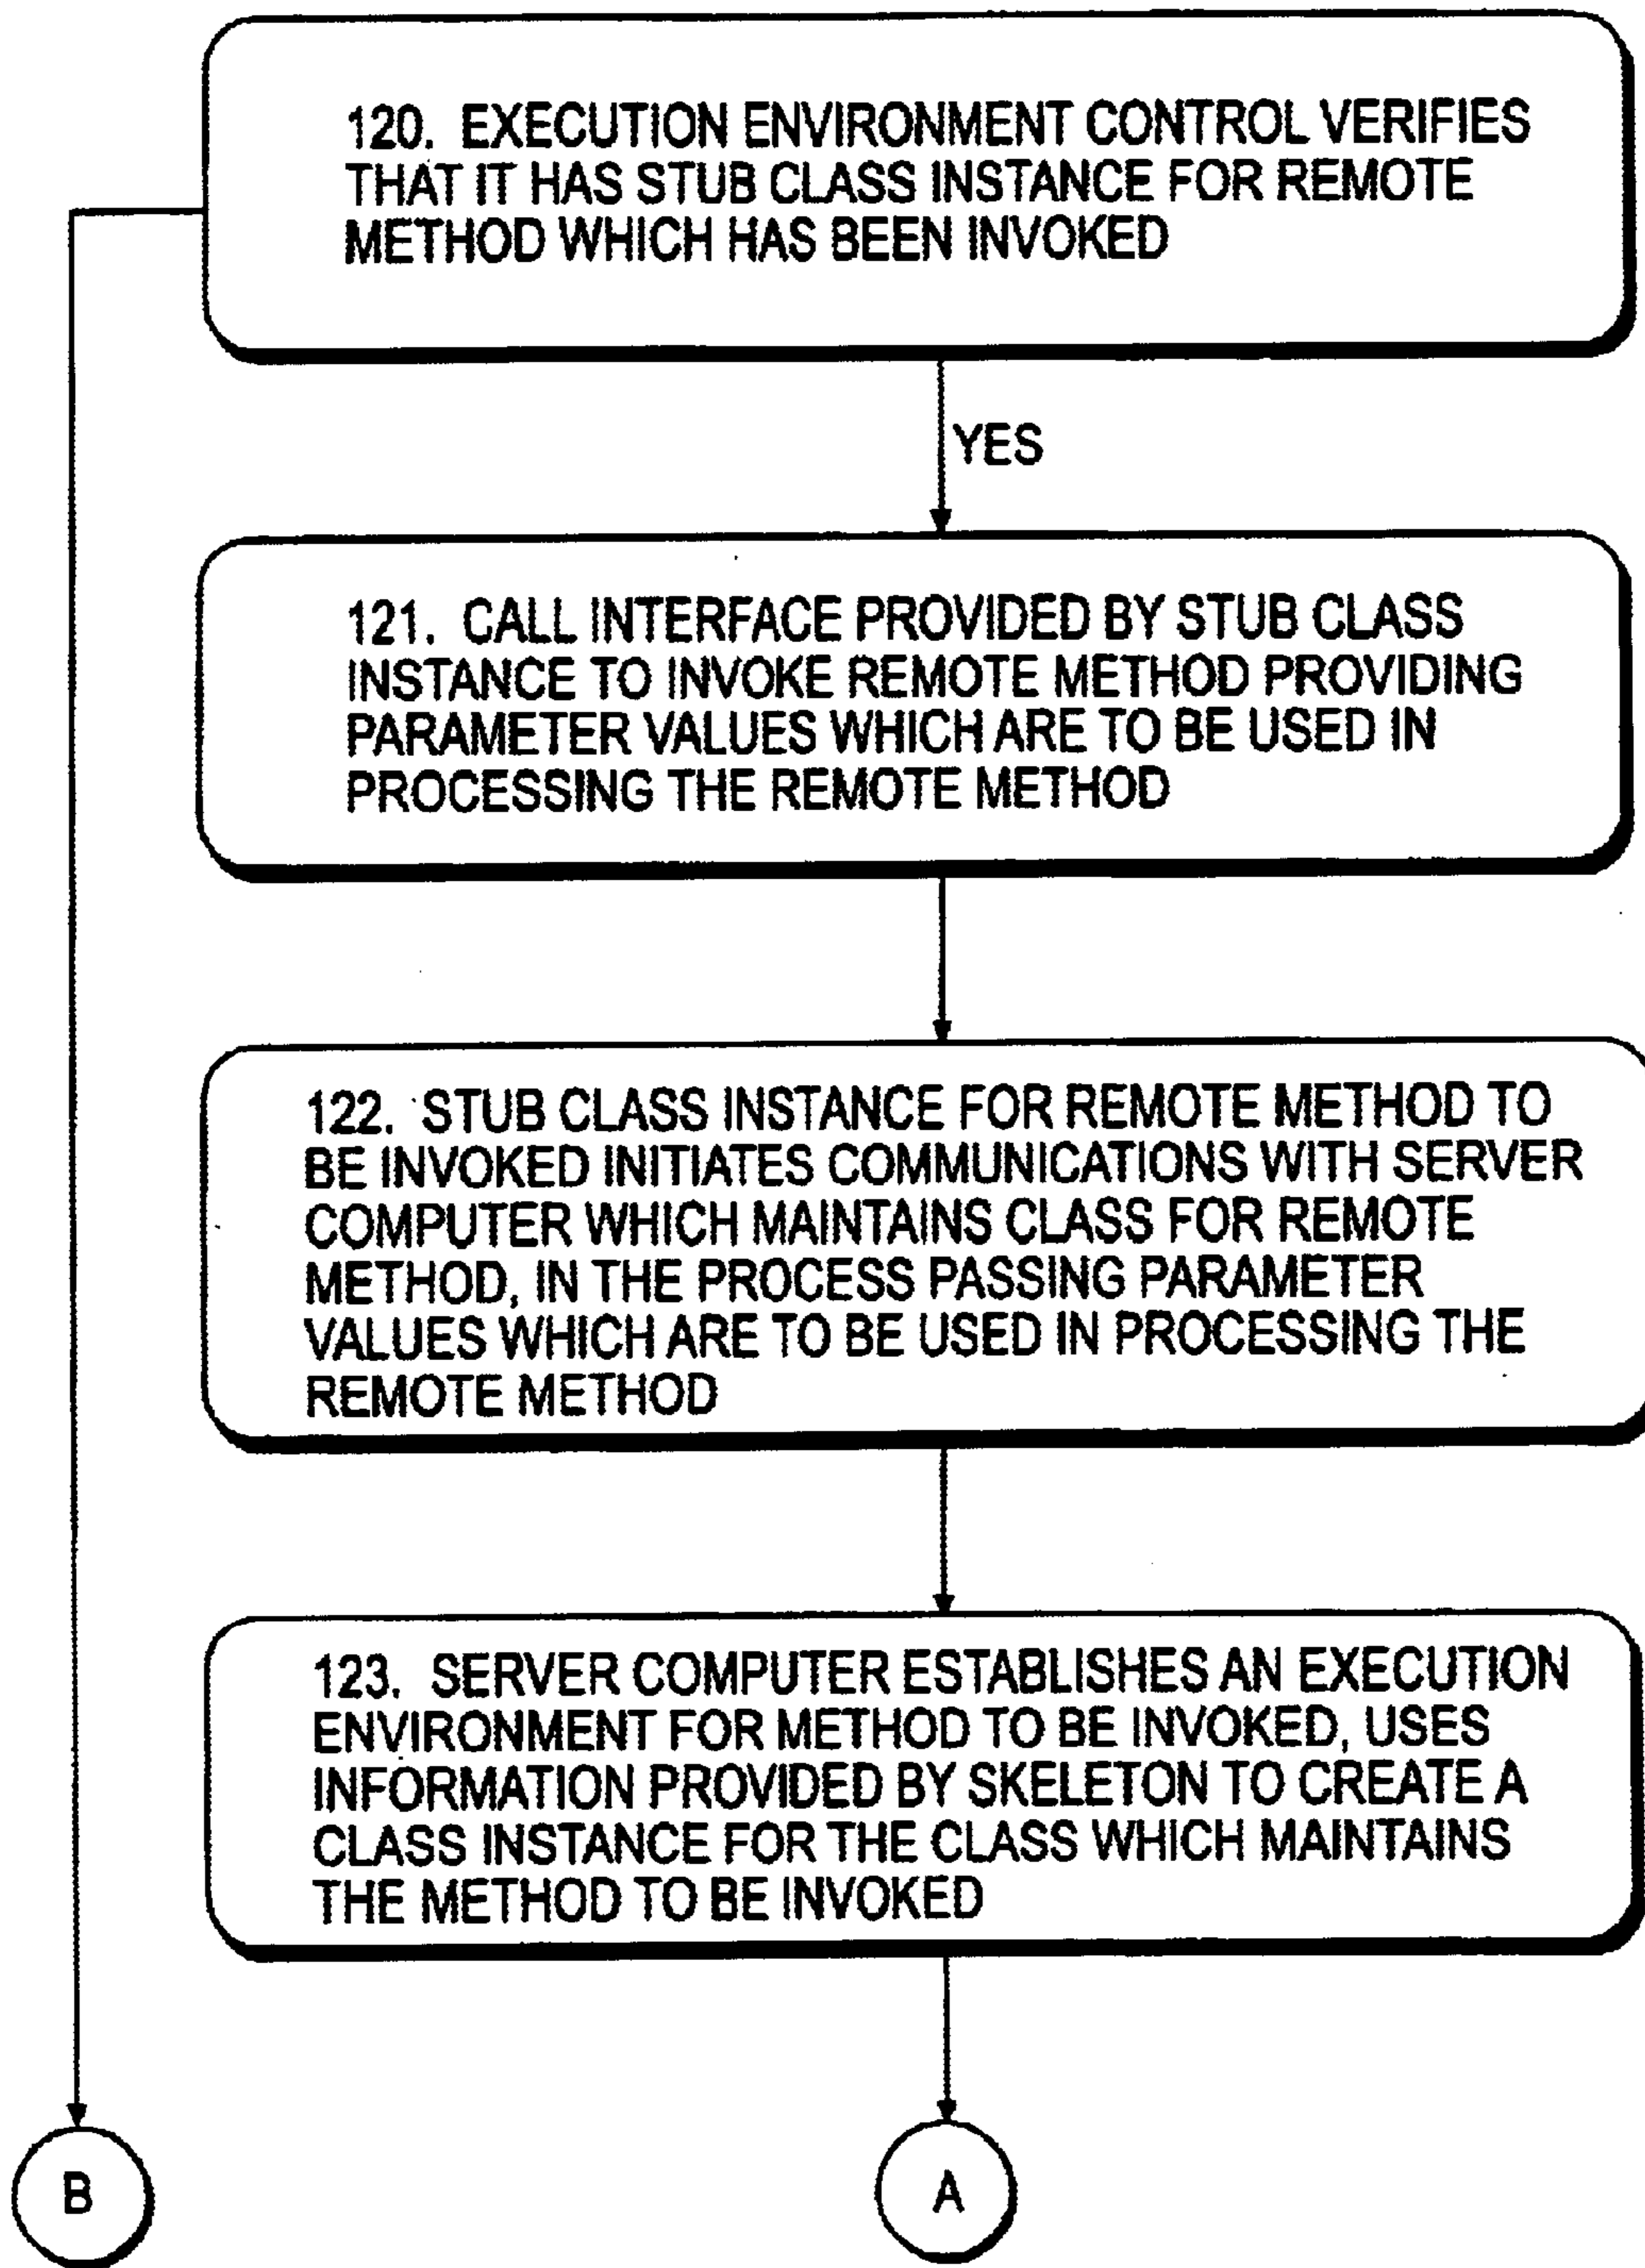 120. EXECUTION ENVIRONMENT CONTROL VERIFIES
THAT IT HAS STUB CLASS INSTANCE FOR REMOTE
METHOD WHICH HAS BEEN INVOKED
YES
121. CALL INTERFACE PROVIDED BY STUB CLASS
INSTANCE TO INVOKE REMOTE METHOD PROVIDING
PARAMETER VALUES WHICH ARE TO BE USED IN
PROCESSING THE REMOTE METHOD
122. STUB CLASS INSTANCE FOR REMOTE METHOD TO
BE INVOKED INITIATES COMMUNICATIONS WITH SERVER
COMPUTER WHICH MAINTAINS CLASS FOR REMOTE
METHOD, IN THE PROCESS PASSING PARAMETER
VALUES WHICH ARE TO BE USED IN PROCESSING THE
REMOTE METHOD
123. SERVER COMPUTER ESTABLISHES AN EXECUTION
ENVIRONMENT FOR METHOD TO BE INVOKED, USES
INFORMATION PROVIDED BY SKELETON TO CREATE A
CLASS INSTANCE FOR THE CLASS WHICH MAINTAINS
THE METHOD TO BE INVOKED
B
A